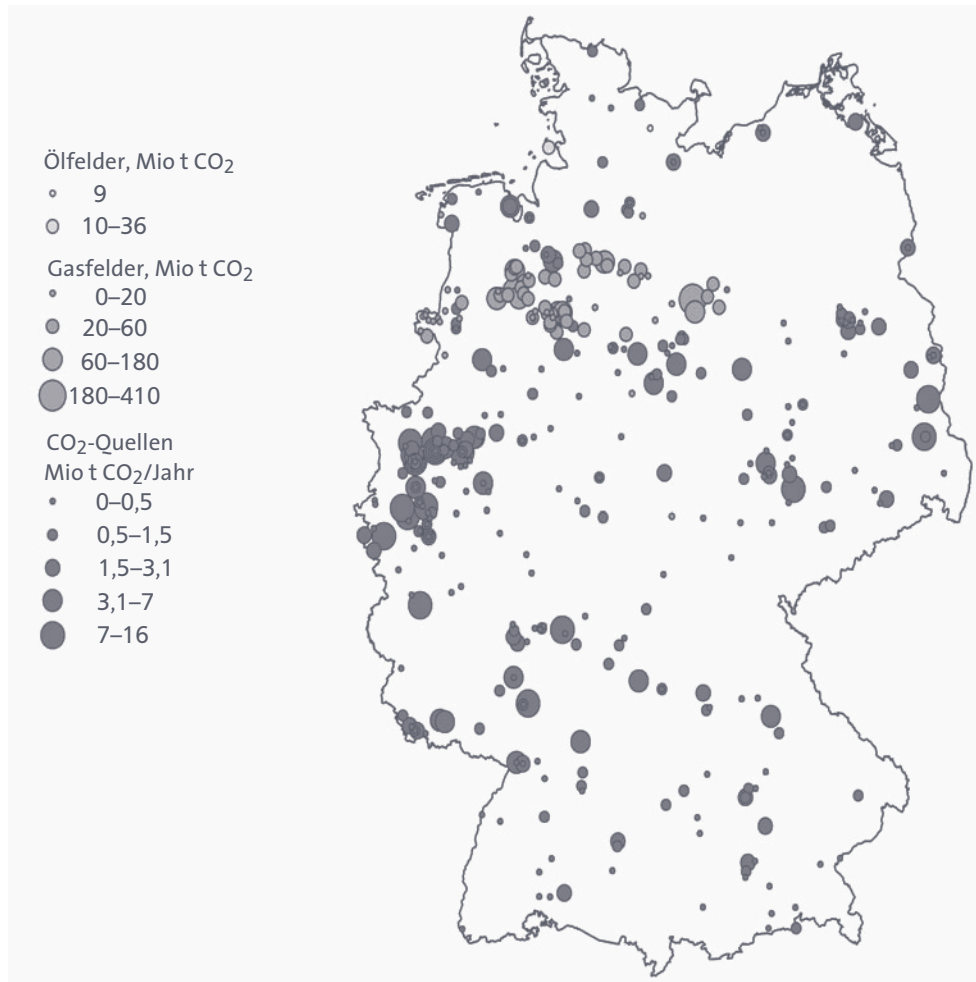 Ölfelder, Mio t CO₂
9
10–36
Gasfelder, Mio t CO₂
0–20
20–60
60–180
180–410
CO₂-Quellen
Mio t CO₂/Jahr
0–0,5
0,5–1,5
1,5–3,1
3,1–7
7–16